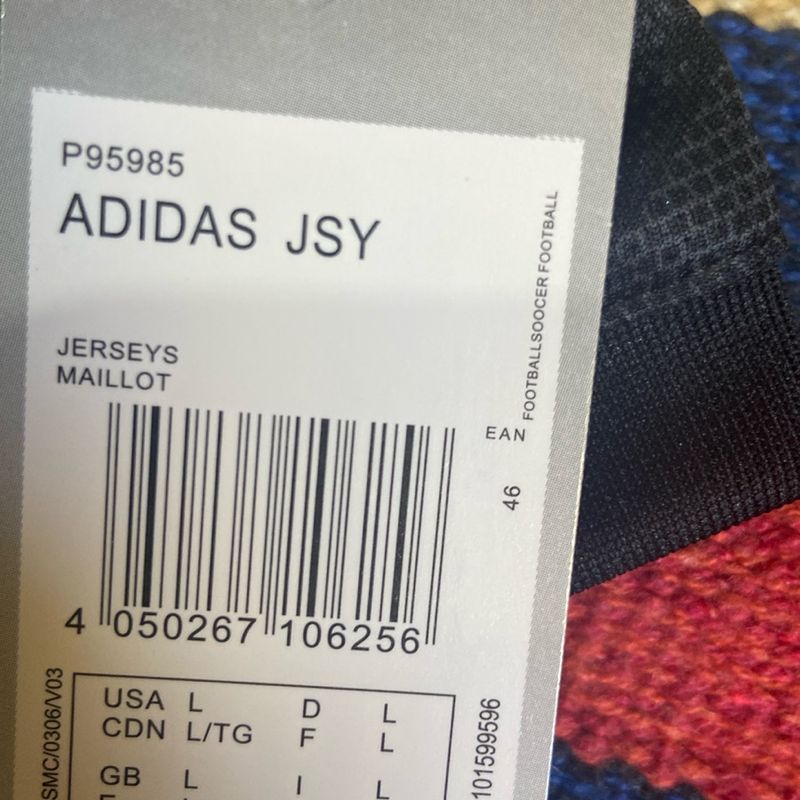 P95985
ADIDAS JSY
FOOTBALLSOCCER FOOTBALL
JERSEYS
MAILLOT
EAN
46
4 050267 106256
SMC/0306/V03
USA L D L
CDN L/TG F L
GB L I L
101599596